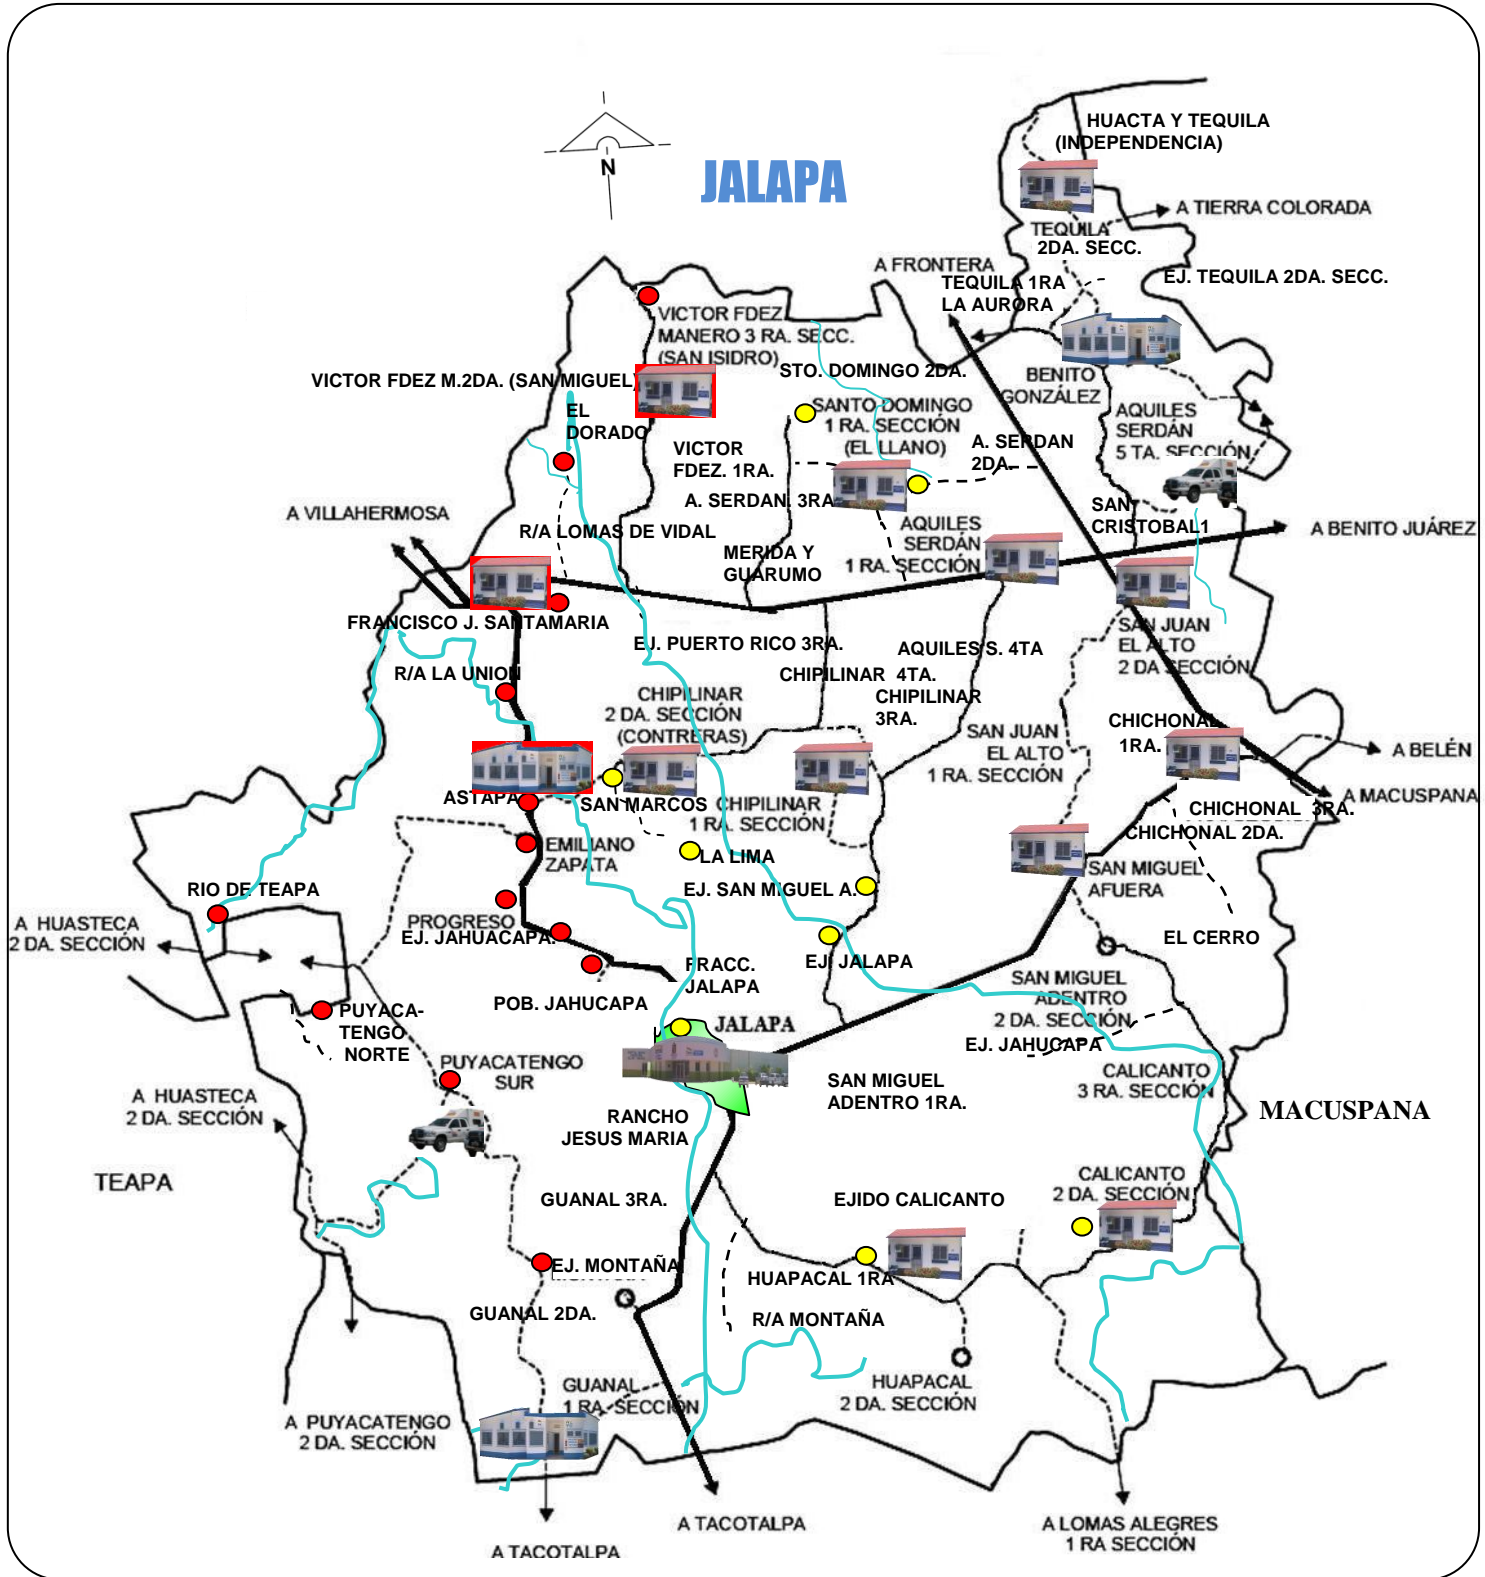 HUACTA Y TEQUILA
(INDEPENDENCIA)
N
JALAPA
A TIERRA COLORADA
TEQUILA
2DA. SECC.
A FRONTERA
TEQUILA 1RA
LA AURORA
EJ. TEQUILA 2DA. SECC.
VICTOR FDEZ
MANERO 3 RA. SECC.
(SAN ISIDRO)
VICTOR FDEZ M.2DA. (SAN MIGUEL)
STO. DOMINGO 2DA.
BENITO
GONZÁLEZ
EL
DORADO
SANTO DOMINGO
1 RA. SECCIÓN
(EL LLANO)
AQUILES
SERDÁN
5 TA. SECCIÓN
VICTOR
FDEZ. 1RA.
A. SERDAN
2DA.
A. SERDAN. 3RA
A VILLAHERMOSA
R/A LOMAS DE VIDAL
AQUILES
SERDÁN
1 RA. SECCIÓN
SAN
CRISTOBAL1
A BENITO JUÁREZ
MERIDA Y
GUARUMO
FRANCISCO J. SANTAMARIA
EJ. PUERTO RICO 3RA.
AQUILES S. 4TA
SAN JUAN
EL ALTO
2 DA SECCIÓN
R/A LA UNION
CHIPILINAR 4TA.
CHIPILINAR
2 DA. SECCIÓN
(CONTRERAS)
CHIPILINAR
3RA.
SAN JUAN
EL ALTO
1 RA. SECCIÓN
CHICHONAL
1RA.
A BELÉN
ASTAPA
SAN MARCOS
CHIPILINAR
1 RA. SECCIÓN
A MACUSPANA
CHICHONAL 3RA.
CHICHONAL 2DA.
EMILIANO
ZAPATA
LA LIMA
SAN MIGUEL
AFUERA
RIO DE TEAPA
EJ. SAN MIGUEL A.
A HUASTECA
2 DA. SECCIÓN
PROGRESO
EJ. JAHUACAPA.
EL CERRO
FRACC.
JALAPA
EJ. JALAPA
POB. JAHUCAPA
SAN MIGUEL
ADENTRO
2 DA. SECCIÓN
PUYACA-
TENGO
NORTE
JALAPA
EJ. JAHUCAPA
PUYACATENGO
SUR
CALICANTO
3 RA. SECCIÓN
SAN MIGUEL
ADENTRO 1RA.
A HUASTECA
2 DA. SECCIÓN
MACUSPANA
RANCHO
JESUS MARIA
TEAPA
CALICANTO
2 DA. SECCIÓN
GUANAL 3RA.
EJIDO CALICANTO
EJ. MONTAÑA
HUAPACAL 1RA
GUANAL 2DA.
R/A MONTAÑA
GUANAL
1 RA. SECCIÓN
HUAPACAL
2 DA. SECCIÓN
A PUYACATENGO
2 DA. SECCIÓN
A TACOTALPA
A LOMAS ALEGRES
1 RA SECCIÓN
A TACOTALPA